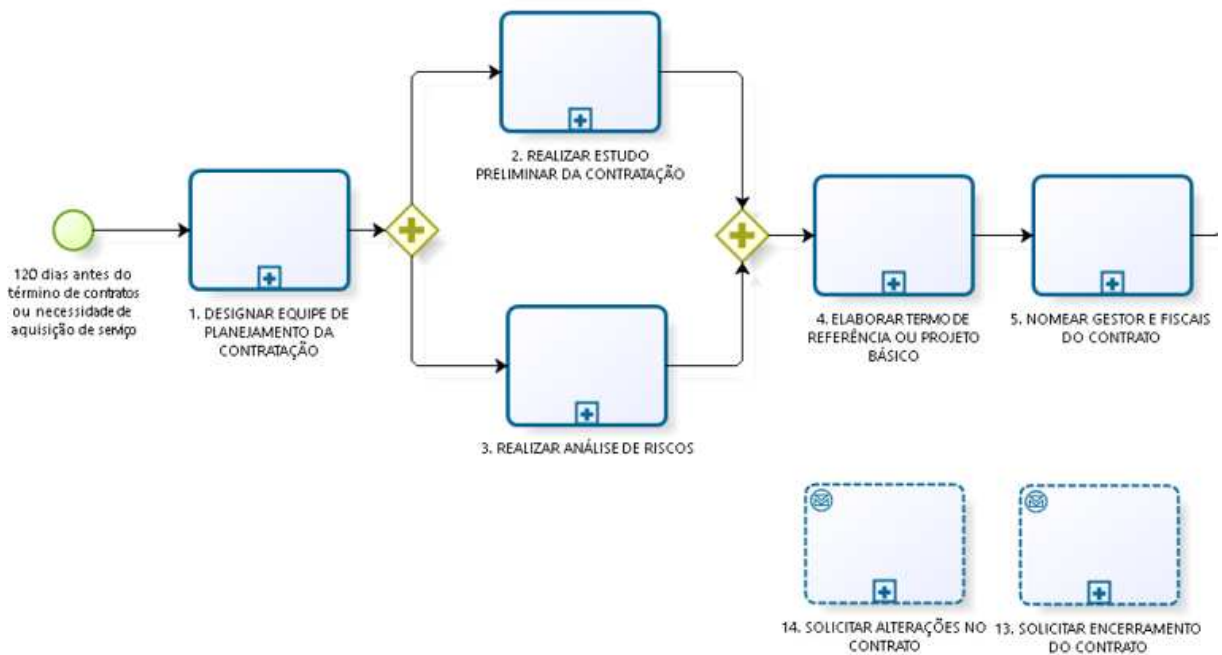 120 dias antes do
término de contratos
ou necessidade de
aquisição de serviço
1. DESIGNAR EQUIPE DE
PLANEJAMENTO DA
CONTRATAÇÃO
2. REALIZAR ESTUDO
PRELIMINAR DA CONTRATAÇÃO
3. REALIZAR ANÁLISE DE RISCOS
4. ELABORAR TERMO DE
REFERÊNCIA OU PROJETO
BÁSICO
5. NOMEAR GESTOR E FISCAIS
DO CONTRATO
14. SOLICITAR ALTERAÇÕES NO
CONTRATO
13. SOLICITAR ENCERRAMENTO
DO CONTRATO